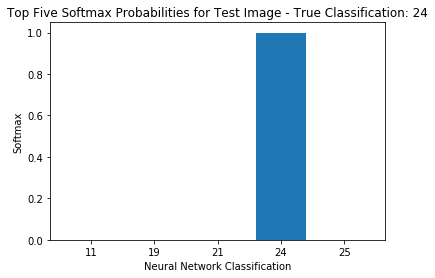 Top Five Softmax Probabilities for Test Image - True Classification: 24
1.0
0.8
0.6
0.4
0.2
0.0
Softmax
11 19 21 24 25
Neural Network Classification